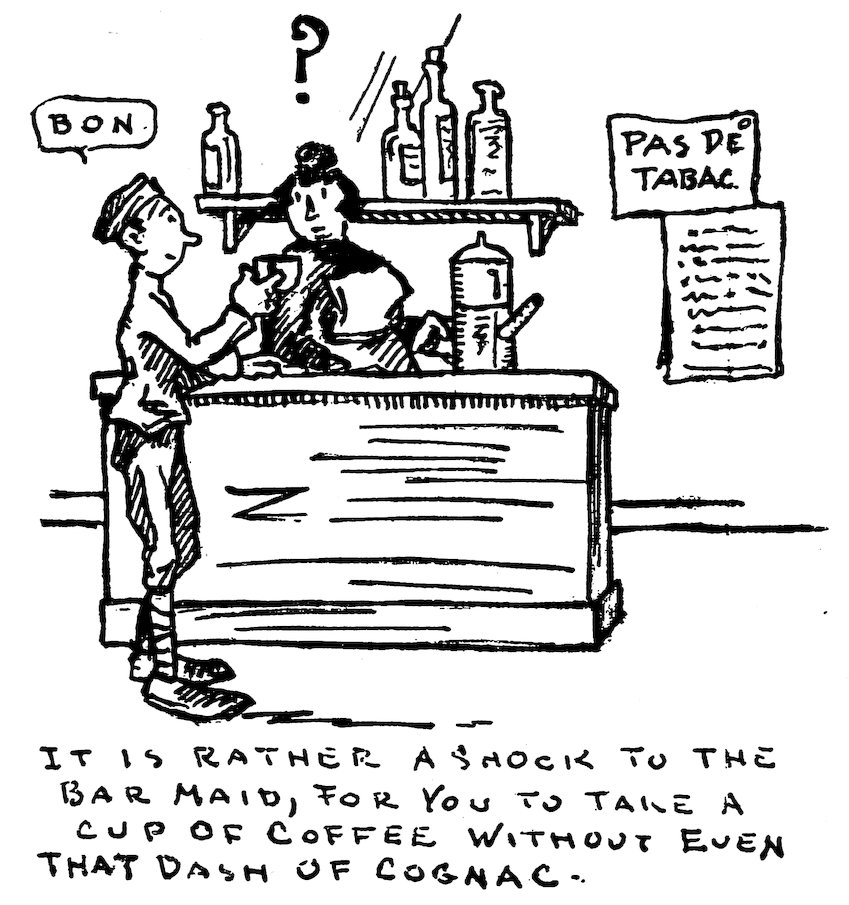 ?
BON.
PAS DE
TABAC.
IT IS RATHER A SHOCK TO THE
BAR MAID, FOR YOU TO TAKE A
CUP OF COFFEE WITHOUT EVEN
THAT DASH OF COGNAC.